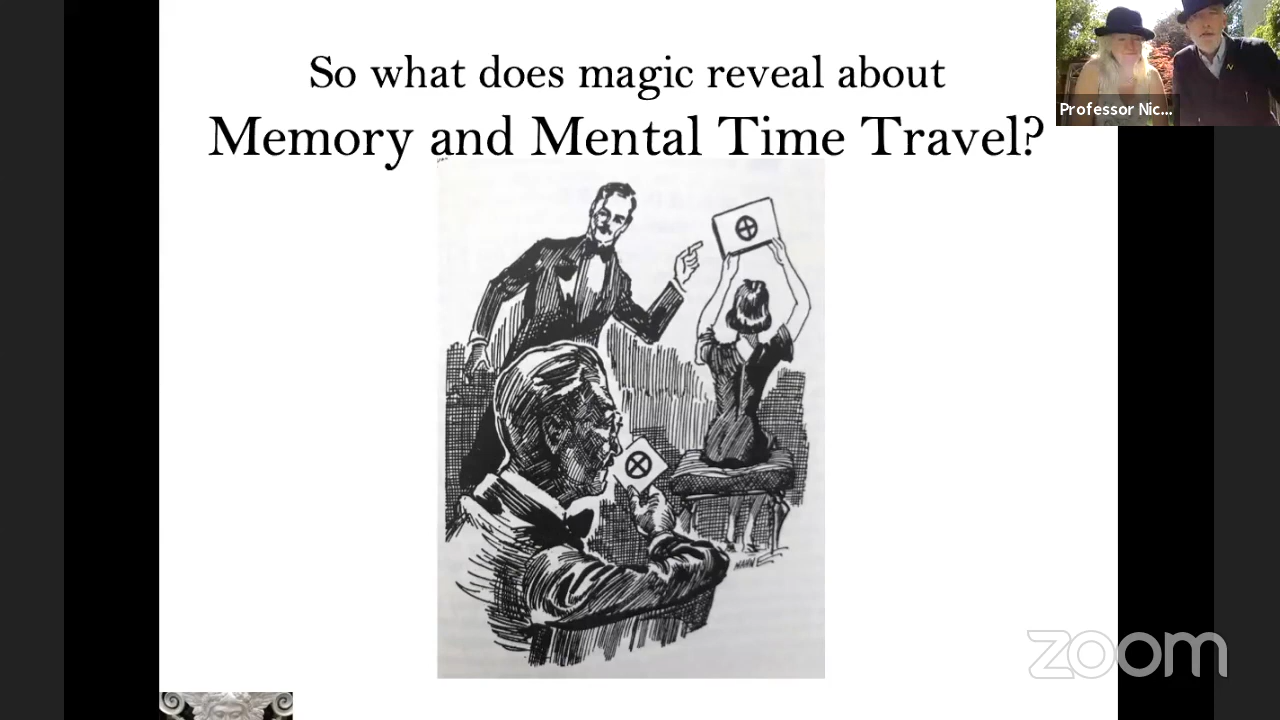 So what does magic reveal about
Memory and Mental Time Travel?
Professor Nic...
zoom